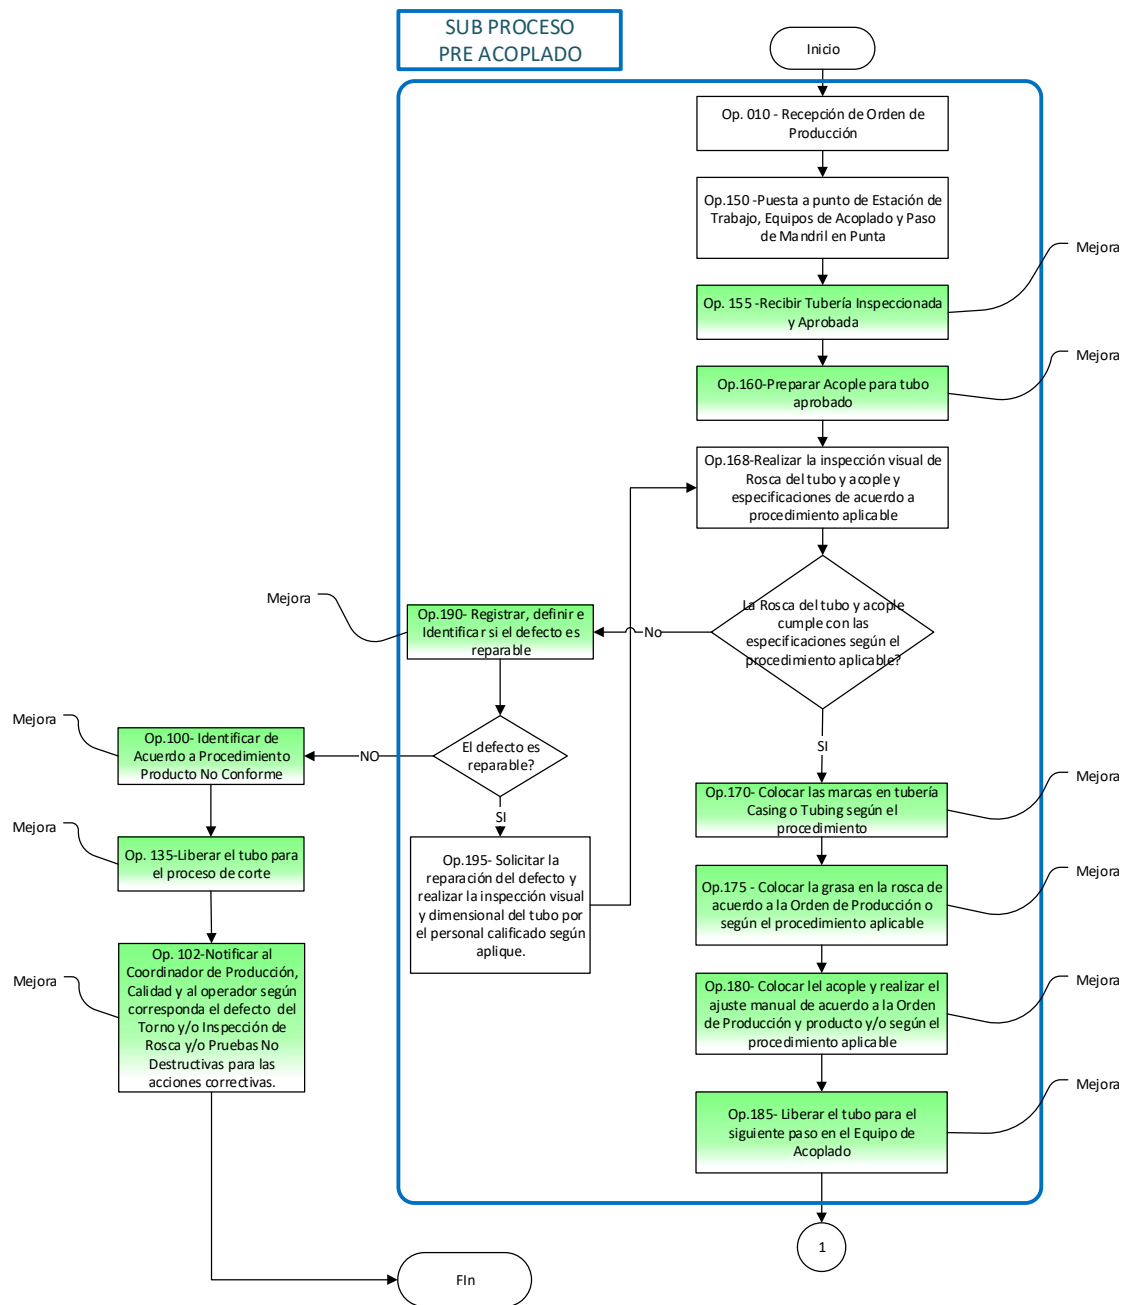 SUB PROCESO
PRE ACOPLADO
Inicio
Op. 010 - Recepción de Orden de
Producción
Op.150 -Puesta a punto de Estación de
Trabajo, Equipos de Acoplado y Paso
de Mandril en Punta
Mejora
Op. 155 -Recibir Tubería Inspeccionada
y Aprobada
Mejora
Op.160-Preparar Acople para tubo
aprobado
Op.168-Realizar la inspección visual de
Rosca del tubo y acople y
especificaciones de acuerdo a
procedimiento aplicable
La Rosca del tubo y acople
cumple con las
especificaciones según el
procedimiento aplicable?
No
SI
Mejora
Op.190- Registrar, definir e
Identificar si el defecto es
reparable
El defecto es
reparable?
NO
SI
Mejora
Op.100- Identificar de
Acuerdo a Procedimiento
Producto No Conforme
Mejora
Op. 135-Liberar el tubo para
el proceso de corte
Mejora
Op. 102-Notificar al
Coordinador de Producción,
Calidad y al operador según
corresponda el defecto  del
Torno y/o Inspección de
Rosca y/o Pruebas No
Destructivas para las
acciones correctivas.
Op.195- Solicitar la
reparación del defecto y
realizar la inspección visual
y dimensional del tubo por
el personal calificado según
aplique.
Mejora
Op.170- Colocar las marcas en tubería
Casing o Tubing según el
procedimiento
Mejora
Op.175 - Colocar la grasa en la rosca de
acuerdo a la Orden de Producción o
según el procedimiento aplicable
Mejora
Op.180- Colocar lel acople y realizar el
ajuste manual de acuerdo a la Orden
de Producción y producto y/o según el
procedimiento aplicable
Mejora
Op.185- Liberar el tubo para el
siguiente paso en el Equipo de
Acoplado
1
FIn